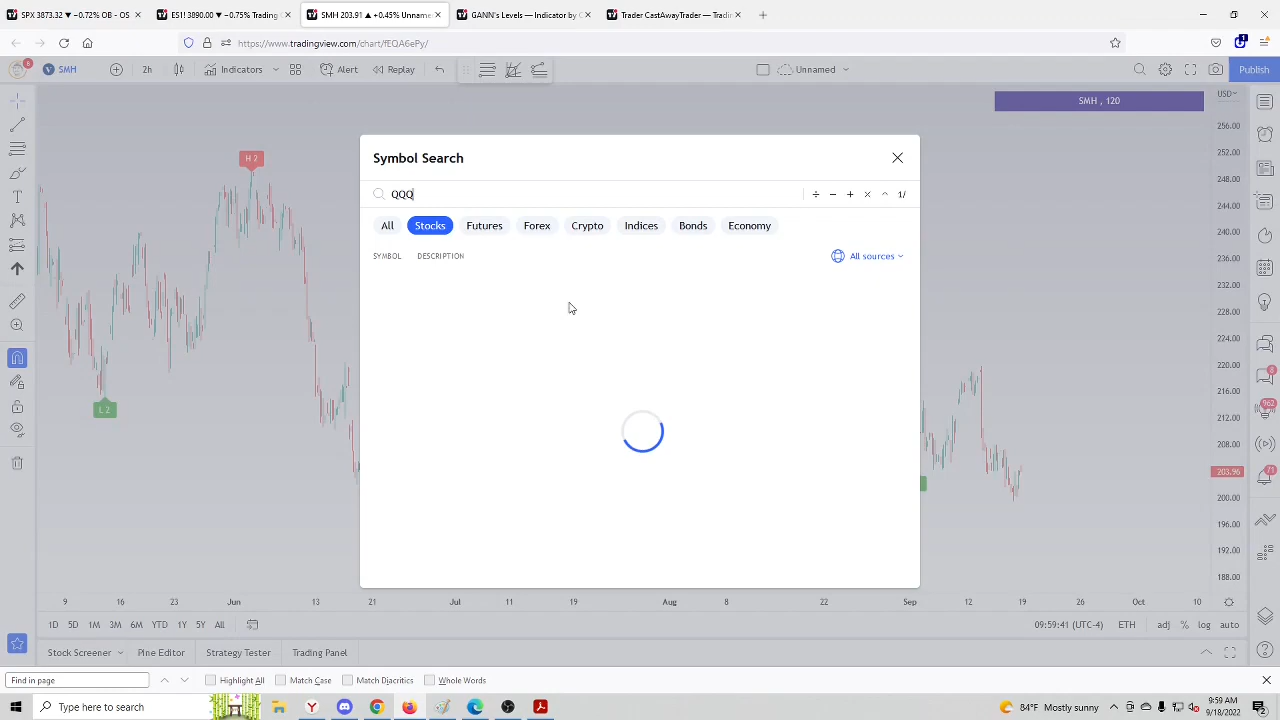 SPX 3873.32 ▼ −0.72% OB - OS
ES1! 3890.00 ▼ −0.75% Trading
SMH 203.91 ▲ +0.45% Unname
GANN's Levels — Indicator by C
Trader CastAwayTrader — Tradin
https://www.tradingview.com/chart/fEQA6ePy/
1
8
SMH
2h
Indicators
Alert
Replay
Unnamed
Publish
SMH , 120
USD
H 2
L 2
Symbol Search
QQQ
÷ − + × ^ 1/
All
Stocks
Futures
Forex
Crypto
Indices
Bonds
Economy
SYMBOL
DESCRIPTION
All sources
256.00
252.00
248.00
244.00
240.00
236.00
232.00
228.00
224.00
220.00
216.00
212.00
208.00
203.96
200.00
196.00
192.00
188.00
8
962
71
9 16 23 Jun 13 21 Jul 11 19 Aug 8 22 Sep 12 19 26 Oct 10
1D 5D 1M 3M 6M YTD 1Y 5Y All
09:59:41 (UTC-4) ETH adj % log auto
Stock Screener
Pine Editor
Strategy Tester
Trading Panel
Find in page
Highlight All
Match Case
Match Diacritics
Whole Words
Type here to search
84°F Mostly sunny
9:59 AM
9/18/2022